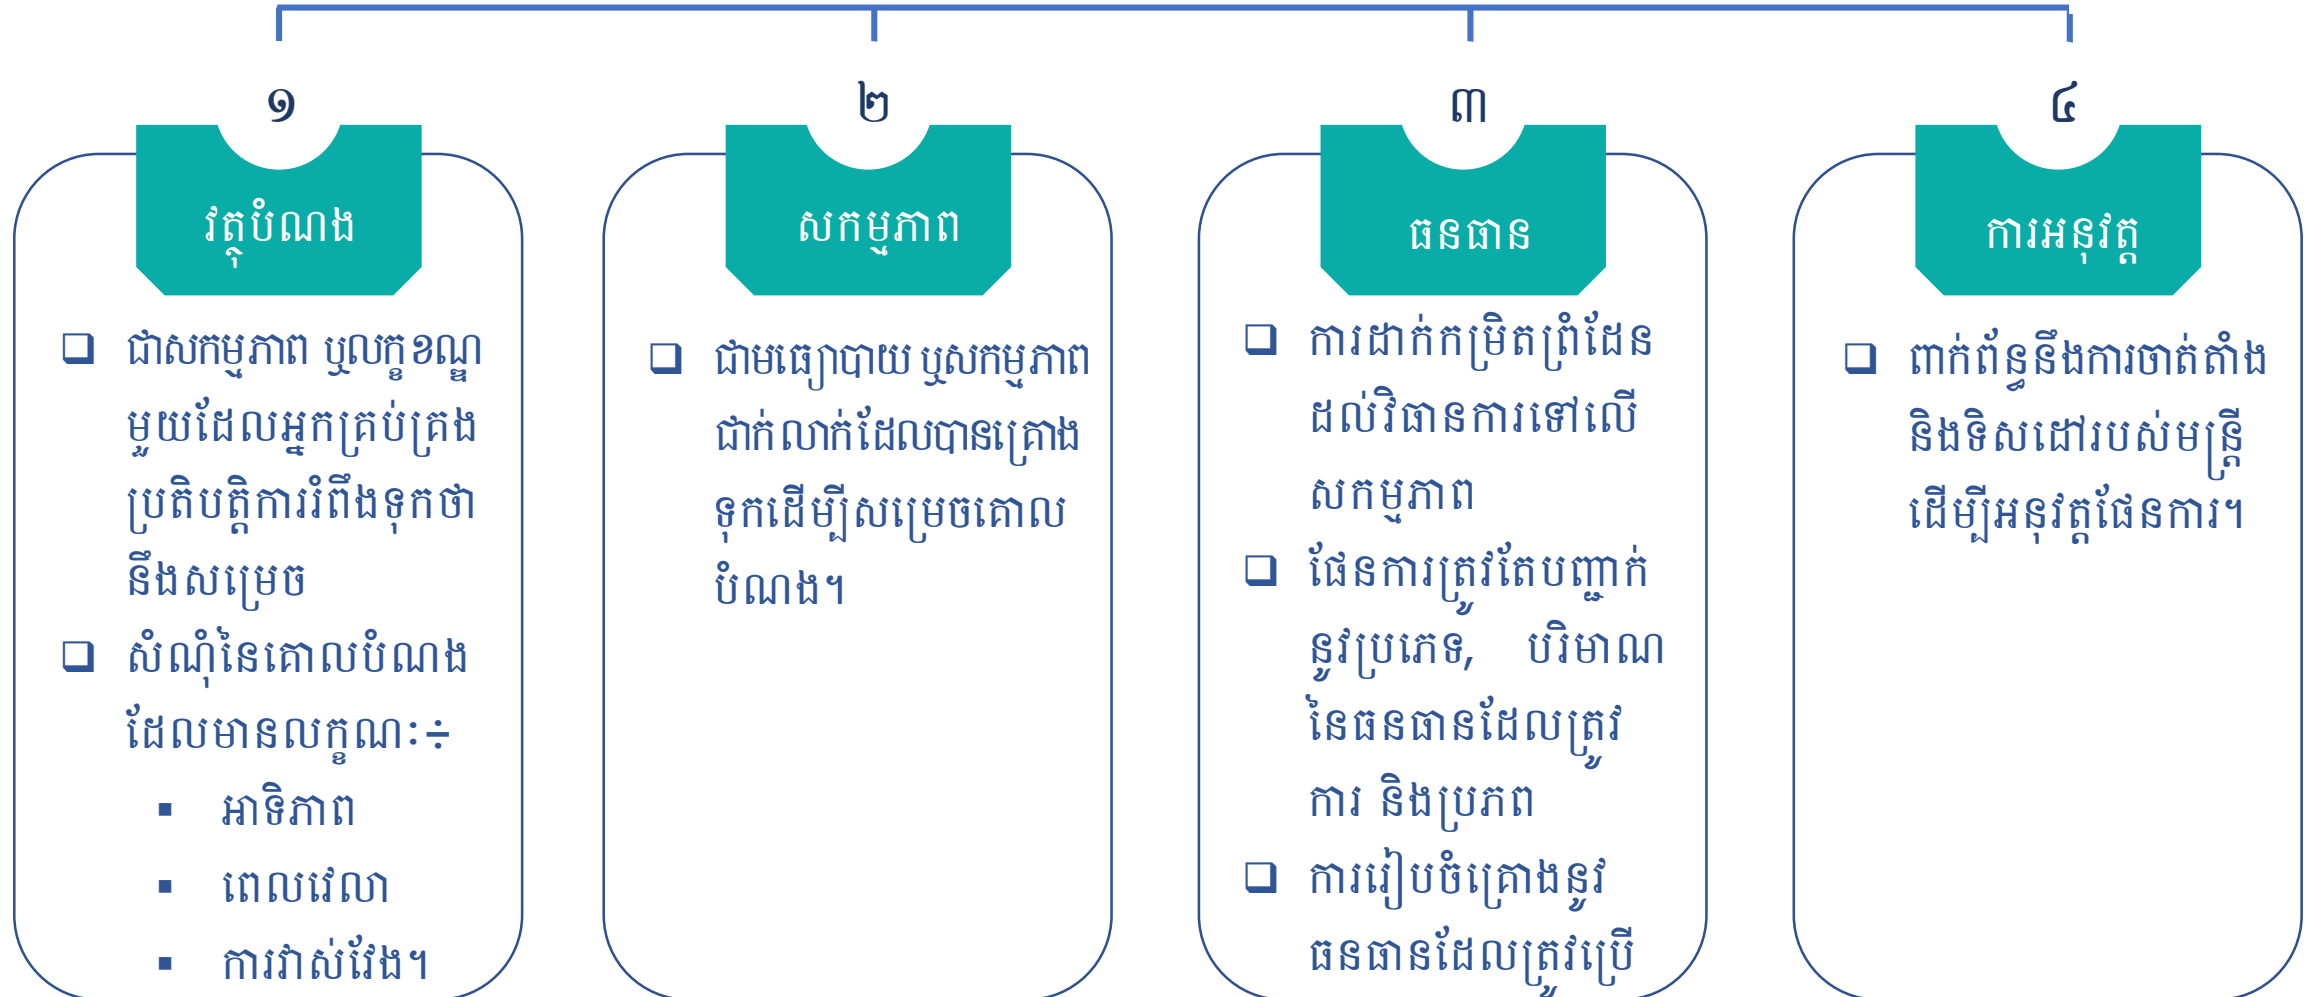 ១
វត្ថុបំណង
ជាសកម្មភាព ឬលក្ខខណ្ឌ
មួយដែលអ្នកគ្រប់គ្រង
ប្រតិបត្តិការរំពឹងទុកថា
នឹងសម្រេច
សំណុំនៃគោលបំណង
ដែលមានលក្ខណៈ÷
អាទិភាព
ពេលវេលា
ការវាស់វែង។
២
សកម្មភាព
ជាមធ្យោបាយ ឬសកម្មភាព
ជាក់លាក់ដែលបានគ្រោង
ទុកដើម្បីសម្រេចគោល
បំណង។
៣
ធនធាន
ការដាក់កម្រិតព្រំដែន
ដល់វិធានការទៅលើ
សកម្មភាព
ផែនការត្រូវតែបញ្ជាក់
នូវប្រភេទ, បរិមាណ
នៃធនធានដែលត្រូវ
ការ និងប្រភព
ការរៀបចំគ្រោងនូវ
ធនធានដែលត្រូវប្រើ
៤
ការអនុវត្ត
ពាក់ព័ន្ធនឹងការចាត់តាំង
និងទិសដៅរបស់មន្ត្រី
ដើម្បីអនុវត្តផែនការ។